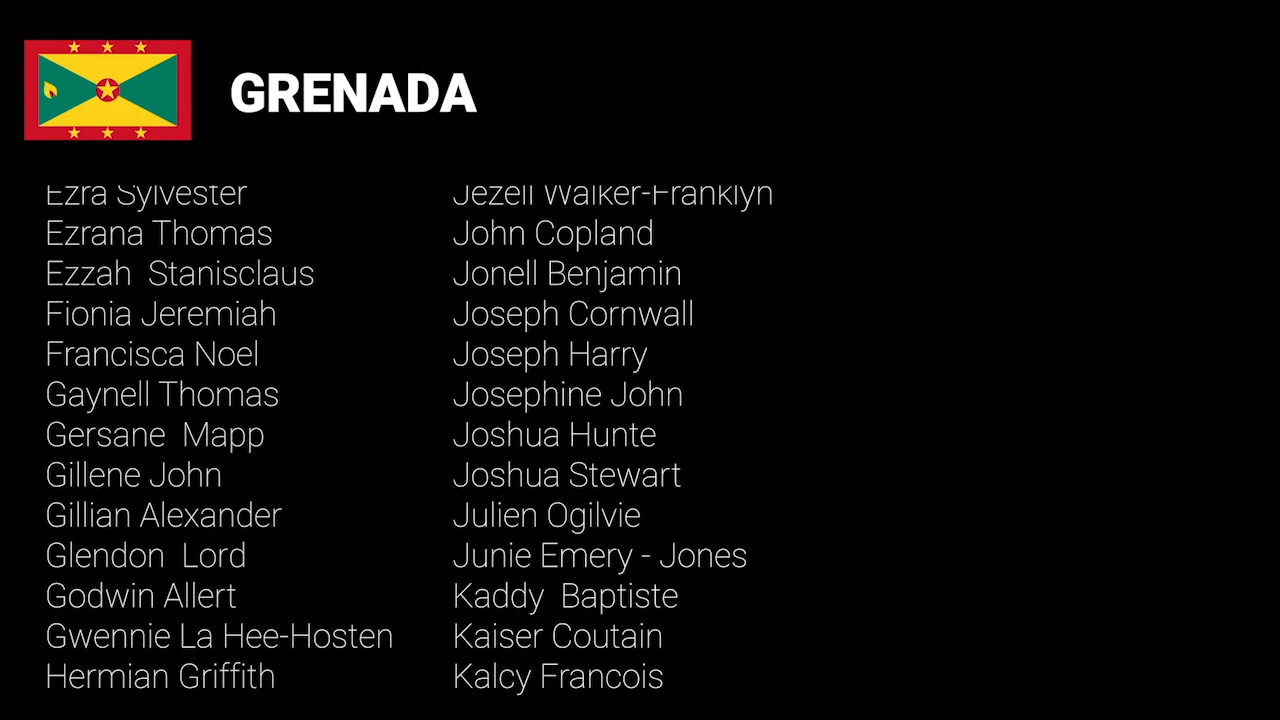 GRENADA
Ezra Sylvester
Ezrana Thomas
Ezzah  Stanisclaus
Fionia Jeremiah
Francisca Noel
Gaynell Thomas
Gersane  Mapp
Gillene John
Gillian Alexander
Glendon  Lord
Godwin Allert
Gwennie La Hee-Hosten
Hermian Griffith
Jezell Walker-Franklyn
John Copland
Jonell Benjamin
Joseph Cornwall
Joseph Harry
Josephine John
Joshua Hunte
Joshua Stewart
Julien Ogilvie
Junie Emery - Jones
Kaddy  Baptiste
Kaiser Coutain
Kalcy Francois